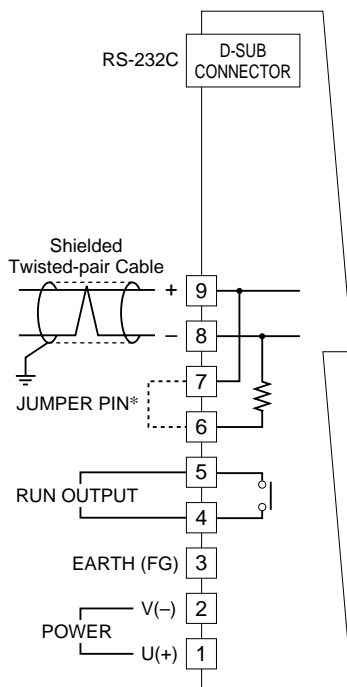 RS-232C
D-SUB
CONNECTOR
Shielded
Twisted-pair Cable
+ 9
– 8
7
JUMPER PIN*
6
5
RUN OUTPUT
4
EARTH (FG) 3
V(–) 2
POWER
U(+) 1